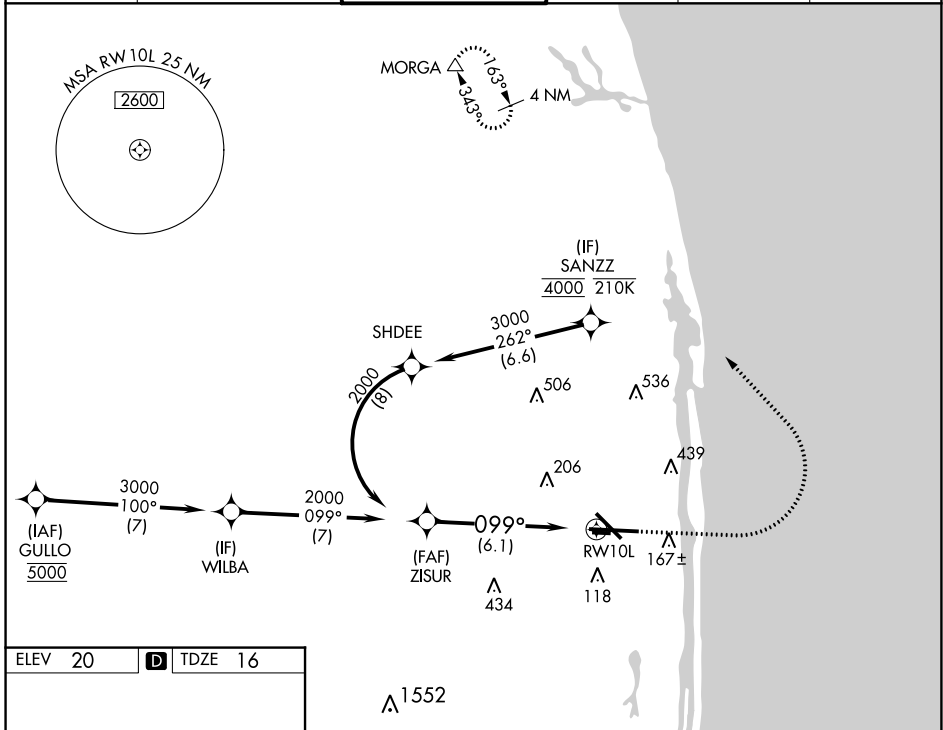 MSA RW10L 25 NM
2600
MORGA
163°
343°
4 NM
(IF)
SANZZ
4000 210K
3000
262°
(6.6)
SHDEE
2000
(8)
506
536
439
206
3000
100°
(7)
2000
099°
(7)
099°
(6.1)
(IAF)
GULLO
5000
(IF)
WILBA
(FAF)
ZISUR
RW10L
167±
434
118
ELEV 20 D TDZE 16
1552